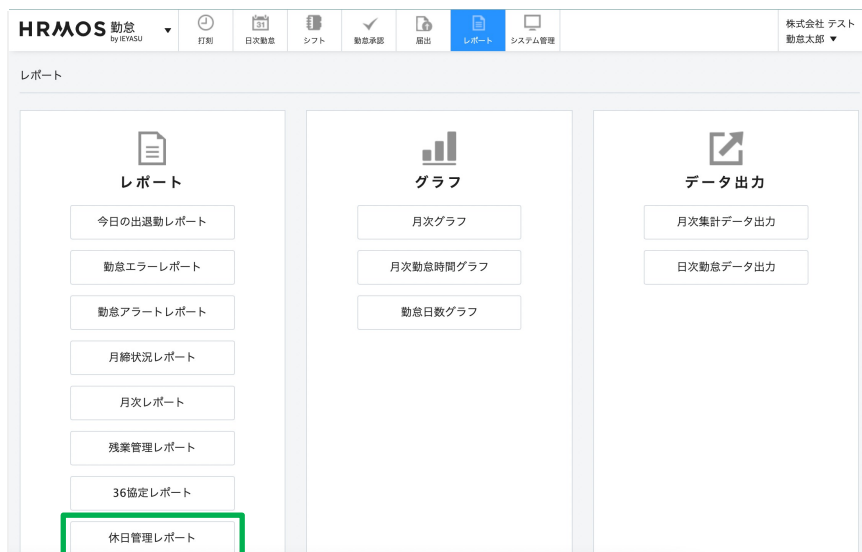 HRMOS 勤怠
by IEYASU
▼
打刻
31
日次勤怠
シフト
勤怠承認
届出
レポート
システム管理
株式会社 テスト
勤怠太郎 ▼
レポート
レポート
今日の出退勤レポート
勤怠エラーレポート
勤怠アラートレポート
月締状況レポート
月次レポート
残業管理レポート
36協定レポート
休日管理レポート
グラフ
月次グラフ
月次勤怠時間グラフ
勤怠日数グラフ
データ出力
月次集計データ出力
日次勤怠データ出力